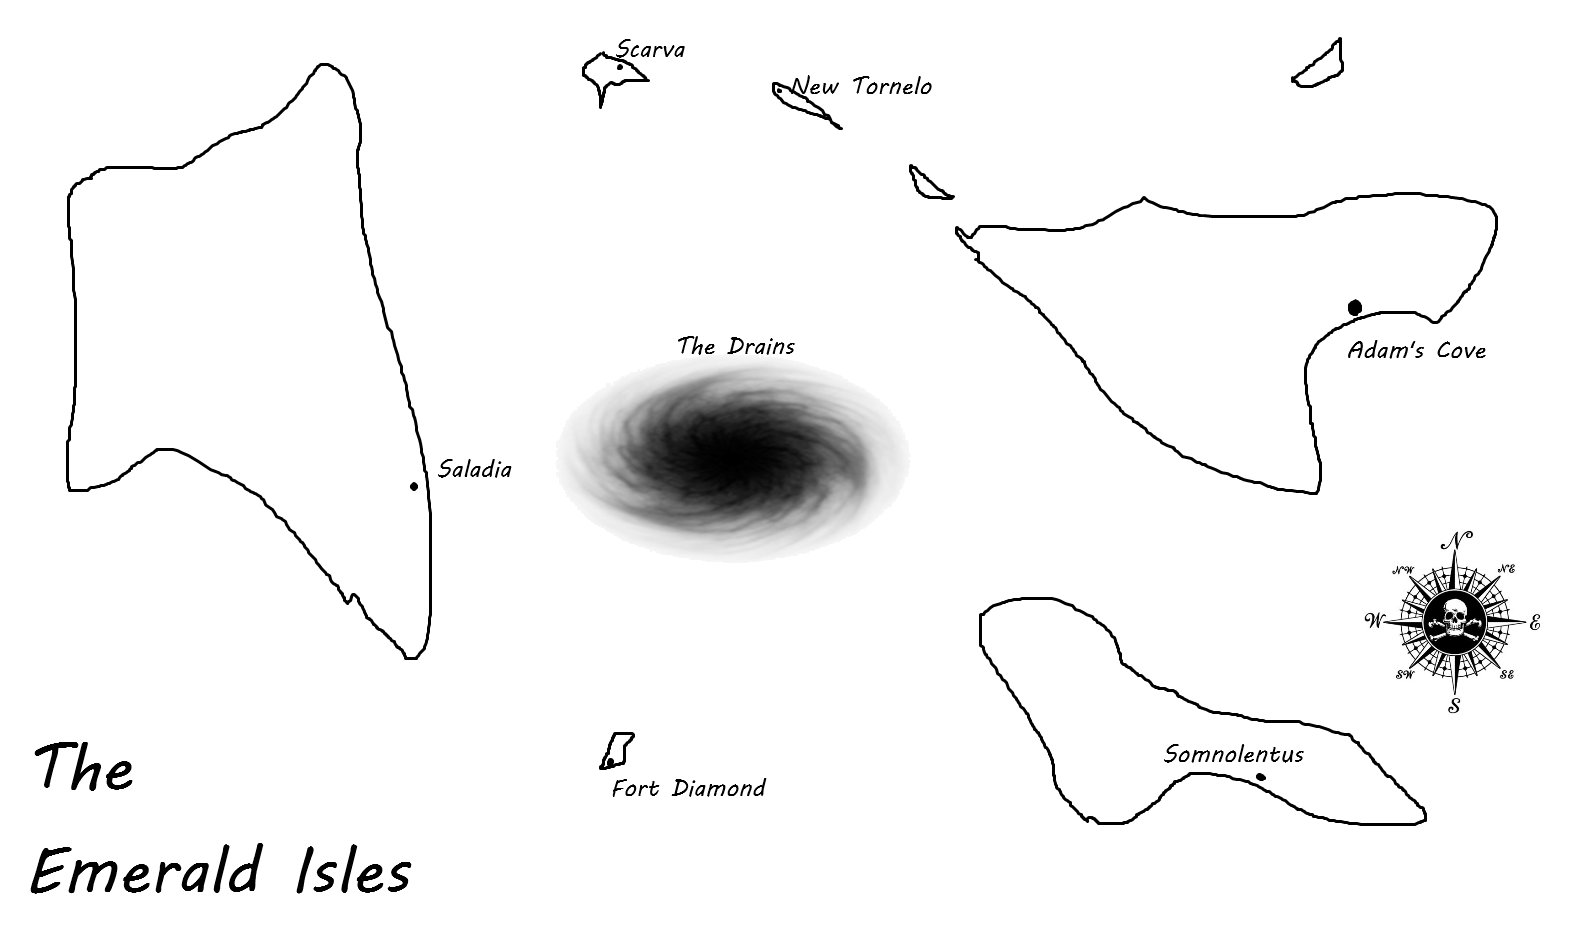 Scarva
New Tornelo
The Drains
Adam's Cove
Saladia
N
NW
NE
W
E
SW
SE
S
Somnolentus
Fort Diamond
The
Emerald Isles